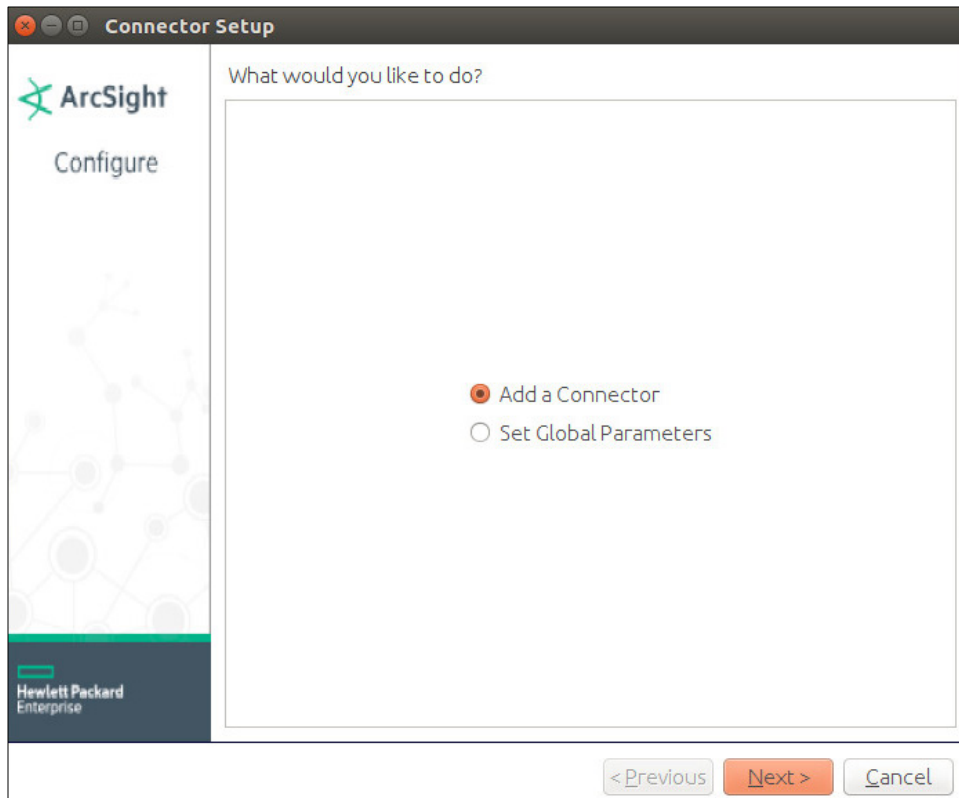 Connector Setup
ArcSight
Configure
What would you like to do?
Add a Connector
Set Global Parameters
Hewlett Packard
Enterprise
< Previous
Next >
Cancel